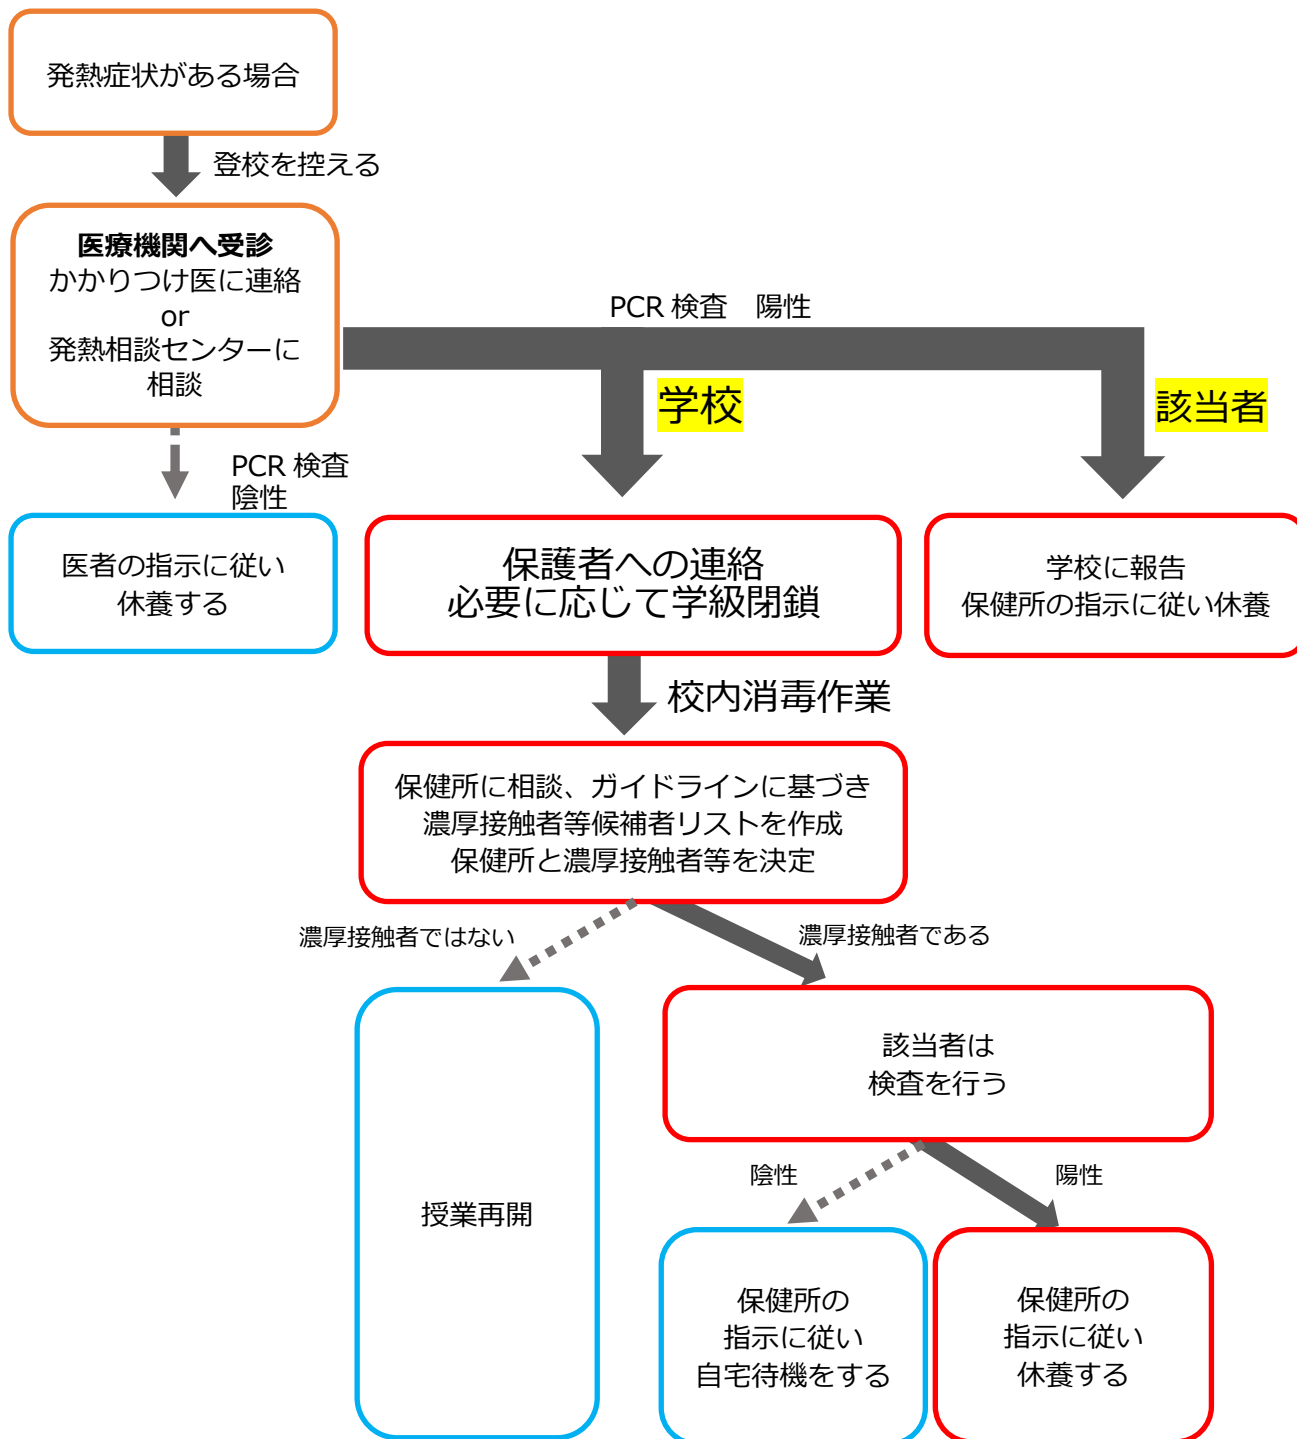 発熱症状がある場合
登校を控える
医療機関へ受診
かかりつけ医に連絡
or
発熱相談センターに
相談
PCR 検査　陽性
学校
該当者
PCR 検査
陰性
医者の指示に従い
休養する
保護者への連絡
必要に応じて学級閉鎖
学校に報告
保健所の指示に従い休養
校内消毒作業
保健所に相談、ガイドラインに基づき
濃厚接触者等候補者リストを作成
保健所と濃厚接触者等を決定
濃厚接触者ではない
濃厚接触者である
授業再開
該当者は
検査を行う
陰性
陽性
保健所の
指示に従い
自宅待機をする
保健所の
指示に従い
休養する